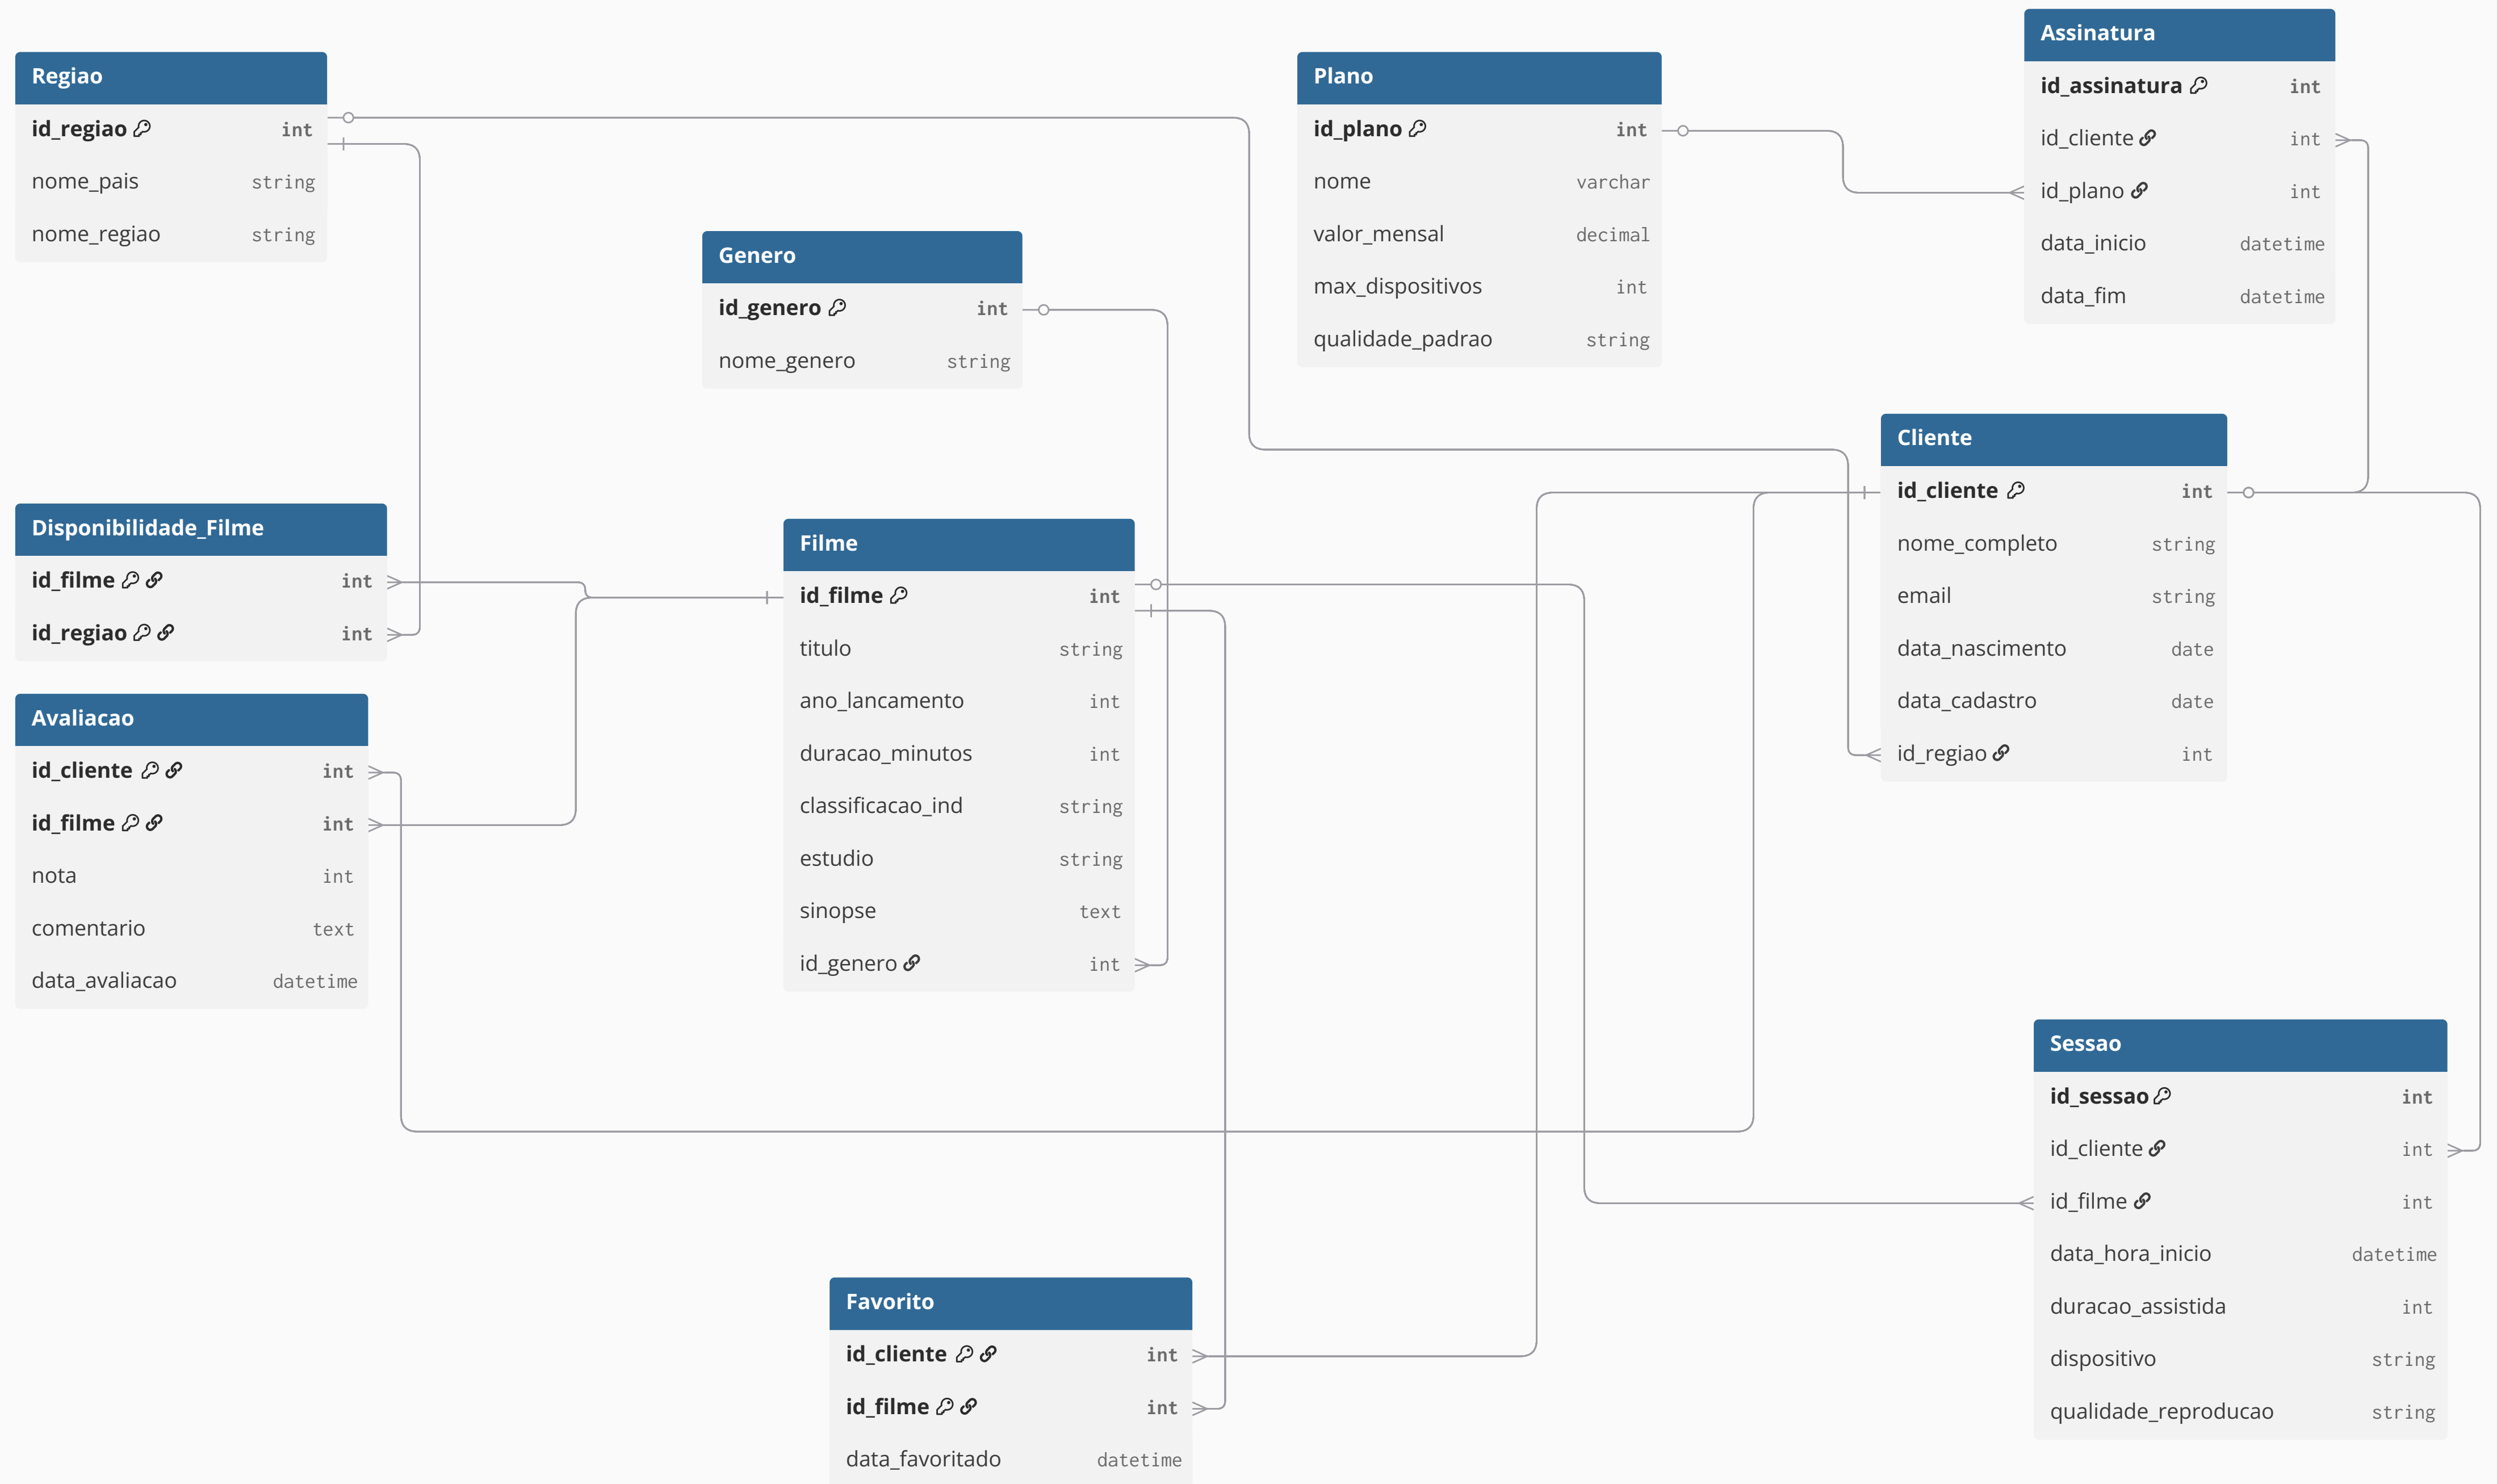 Regiao
id_regiao int
nome_pais string
nome_regiao string
Genero
id_genero int
nome_genero string
Plano
id_plano int
nome varchar
valor_mensal decimal
max_dispositivos int
qualidade_padrao string
Assinatura
id_assinatura int
id_cliente int
id_plano int
data_inicio datetime
data_fim datetime
Cliente
id_cliente int
nome_completo string
email string
data_nascimento date
data_cadastro date
id_regiao int
Disponibilidade_Filme
id_filme int
id_regiao int
Avaliacao
id_cliente int
id_filme int
nota int
comentario text
data_avaliacao datetime
Filme
id_filme int
titulo string
ano_lancamento int
duracao_minutos int
classificacao_ind string
estudio string
sinopse text
id_genero int
Sessao
id_sessao int
id_cliente int
id_filme int
data_hora_inicio datetime
duracao_assistida int
dispositivo string
qualidade_reproducao string
Favorito
id_cliente int
id_filme int
data_favoritado datetime